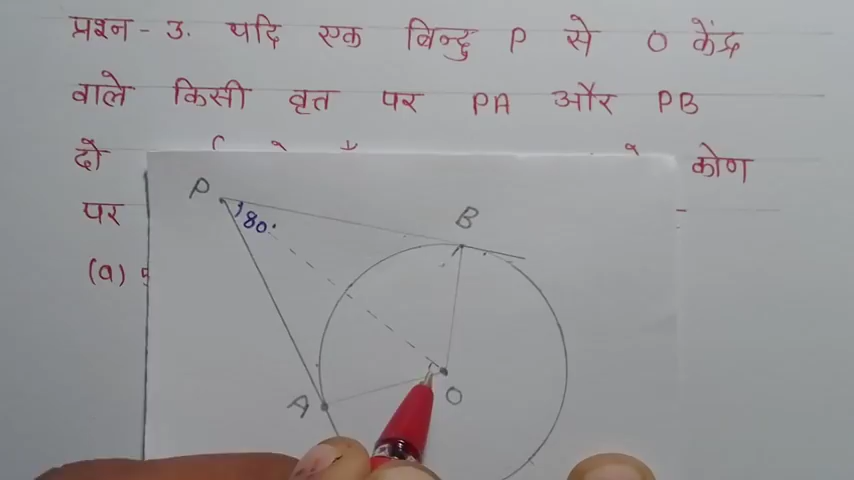 प्रश्न - 3. यदि एक बिन्दु P से O केंद्र
वाले किसी वृत्त पर PA और PB
दो कोण
पर
(a)
P
80°
B
A
O